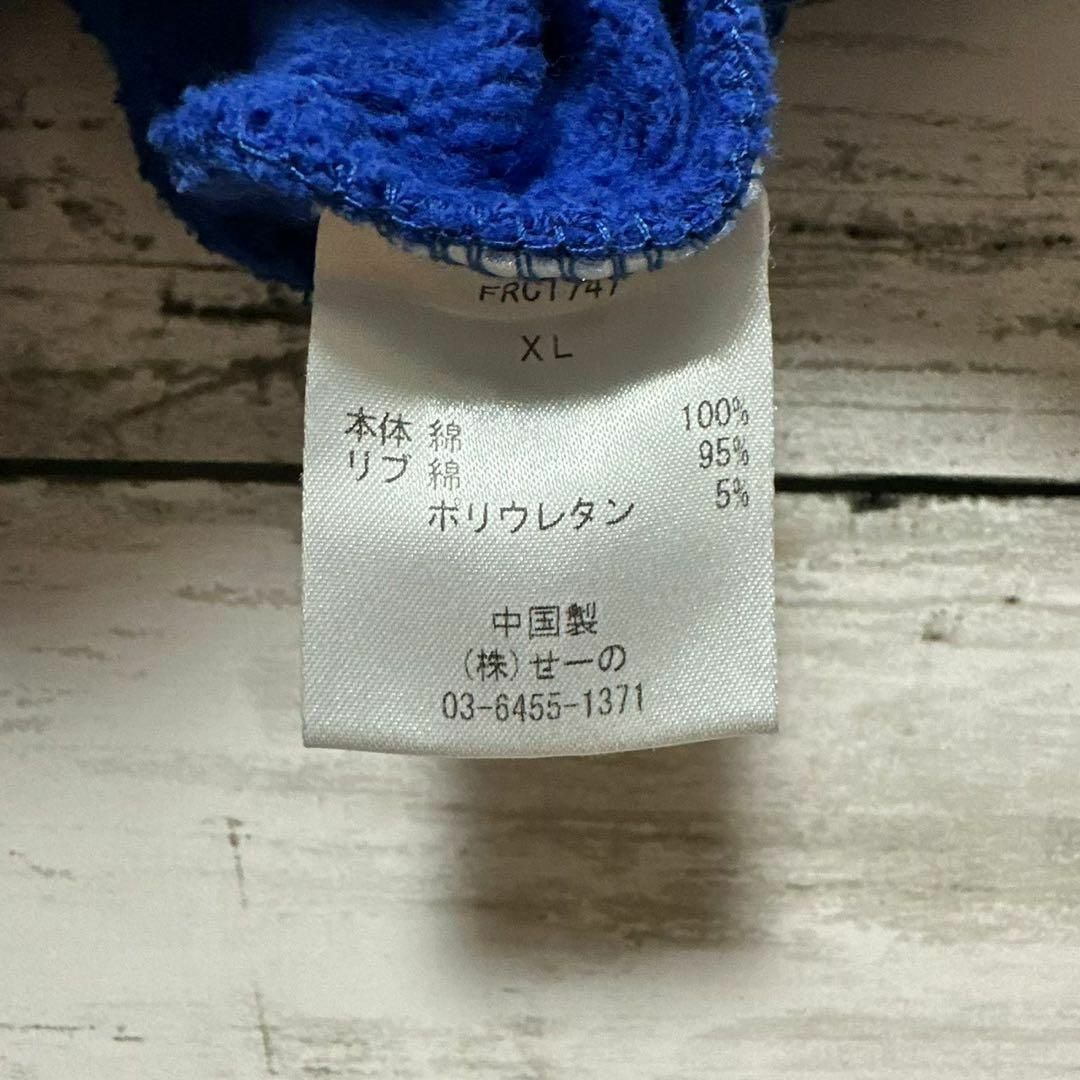 XL
本体 綿 100%
リブ 綿 95%
ポリウレタン 5%
中国製
(株)せーの
03-6455-1371